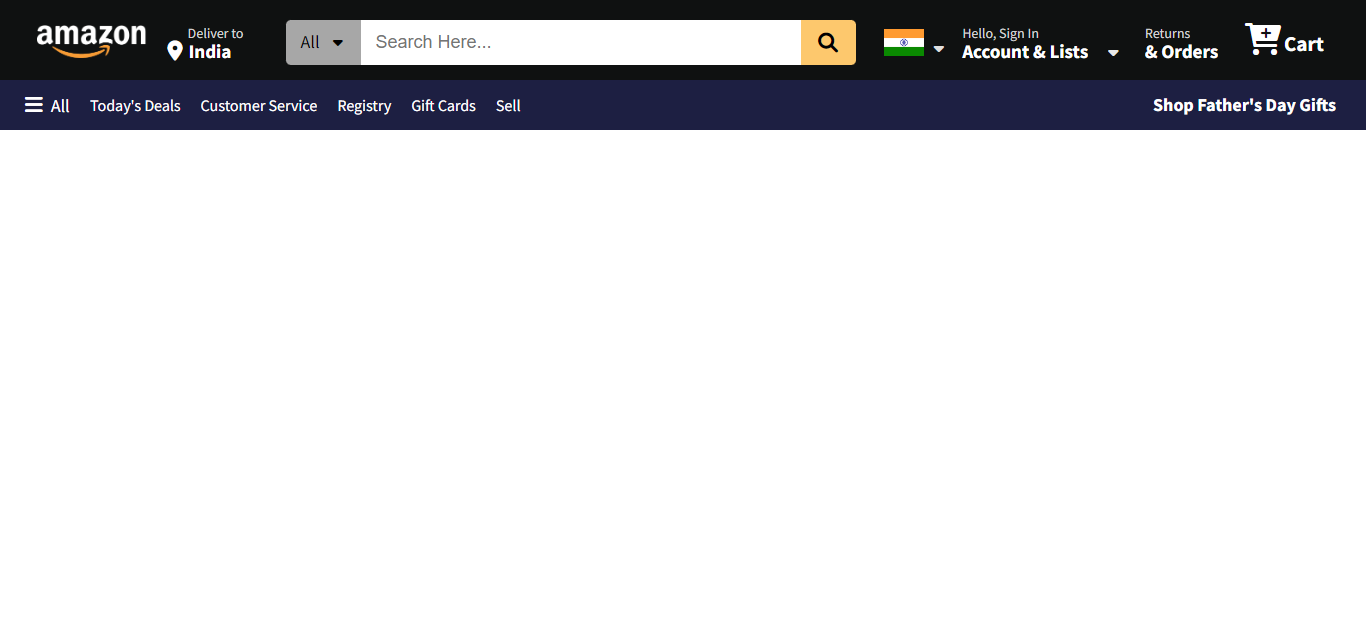 amazon
Deliver to
India
All
Search Here...
Hello, Sign In
Account & Lists
Returns
& Orders
Cart
All
Today's Deals
Customer Service
Registry
Gift Cards
Sell
Shop Father's Day Gifts